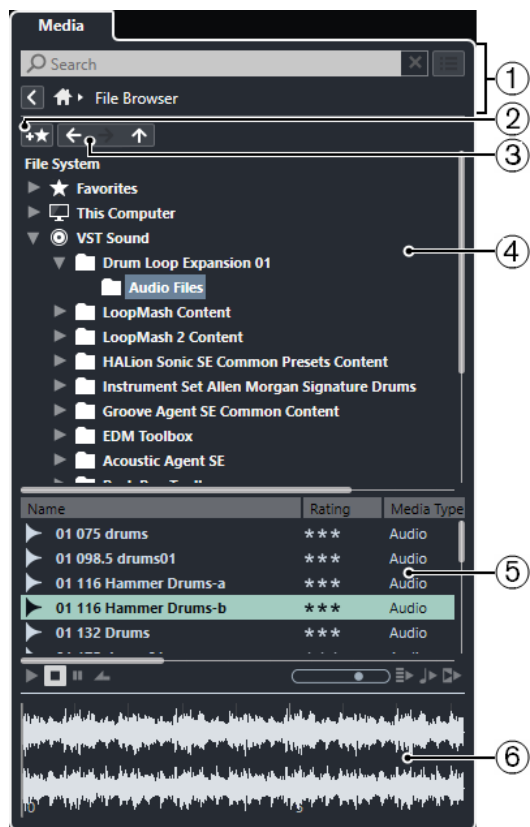 Media
Search
File Browser
1
2
3
File System
Favorites
This Computer
VST Sound
4
Drum Loop Expansion 01
Audio Files
LoopMash Content
LoopMash 2 Content
HALion Sonic SE Common Presets Content
Instrument Set Allen Morgan Signature Drums
Groove Agent SE Common Content
EDM Toolbox
Acoustic Agent SE
Name Rating Media Type
01 075 drums *** Audio
01 098.5 drums01 *** Audio
5
01 116 Hammer Drums-a *** Audio
01 116 Hammer Drums-b *** Audio
01 132 Drums *** Audio
6
0